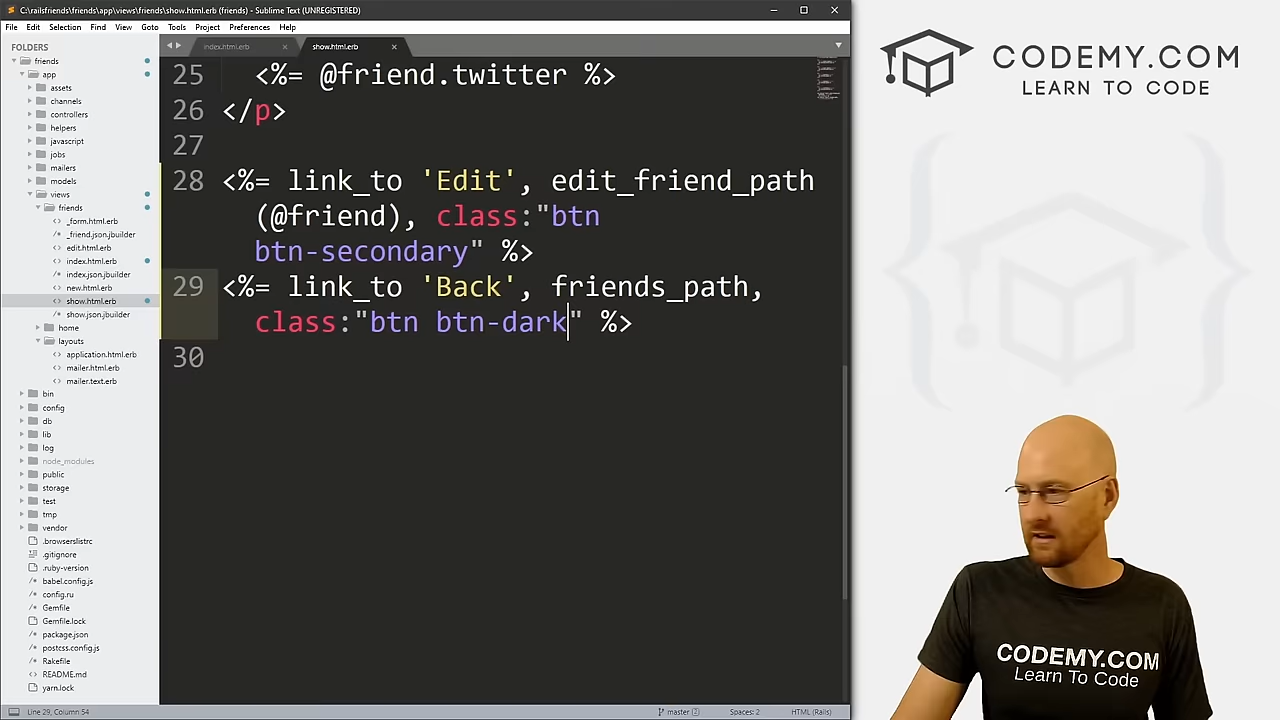 C:\railsfriends\friends\app\views\friends\show.html.erb (friends) - Sublime Text (UNREGISTERED)
File Edit Selection Find View Goto Tools Project Preferences Help
FOLDERS
friends
app
assets
channels
controllers
helpers
javascript
jobs
mailers
models
views
friends
_form.html.erb
_friend.json.jbuilder
edit.html.erb
index.html.erb
index.json.jbuilder
new.html.erb
show.html.erb
show.json.jbuilder
home
layouts
application.html.erb
mailer.html.erb
mailer.text.erb
bin
config
db
lib
log
node_modules
public
storage
test
tmp
vendor
.browserslistrc
.gitignore
.ruby-version
babel.config.js
config.ru
Gemfile
Gemfile.lock
package.json
postcss.config.js
Rakefile
README.md
yarn.lock
index.html.erb show.html.erb
25 <%= @friend.twitter %>
26 </p>
27
28 <%= link_to 'Edit', edit_friend_path
(@friend), class:"btn
btn-secondary" %>
29 <%= link_to 'Back', friends_path,
class:"btn btn-dark" %>
30
Line 29, Column 54 master 2 Spaces: 2 HTML (Rails)
CODEMY.COM
LEARN TO CODE
CODEMY.COM
Learn To Code